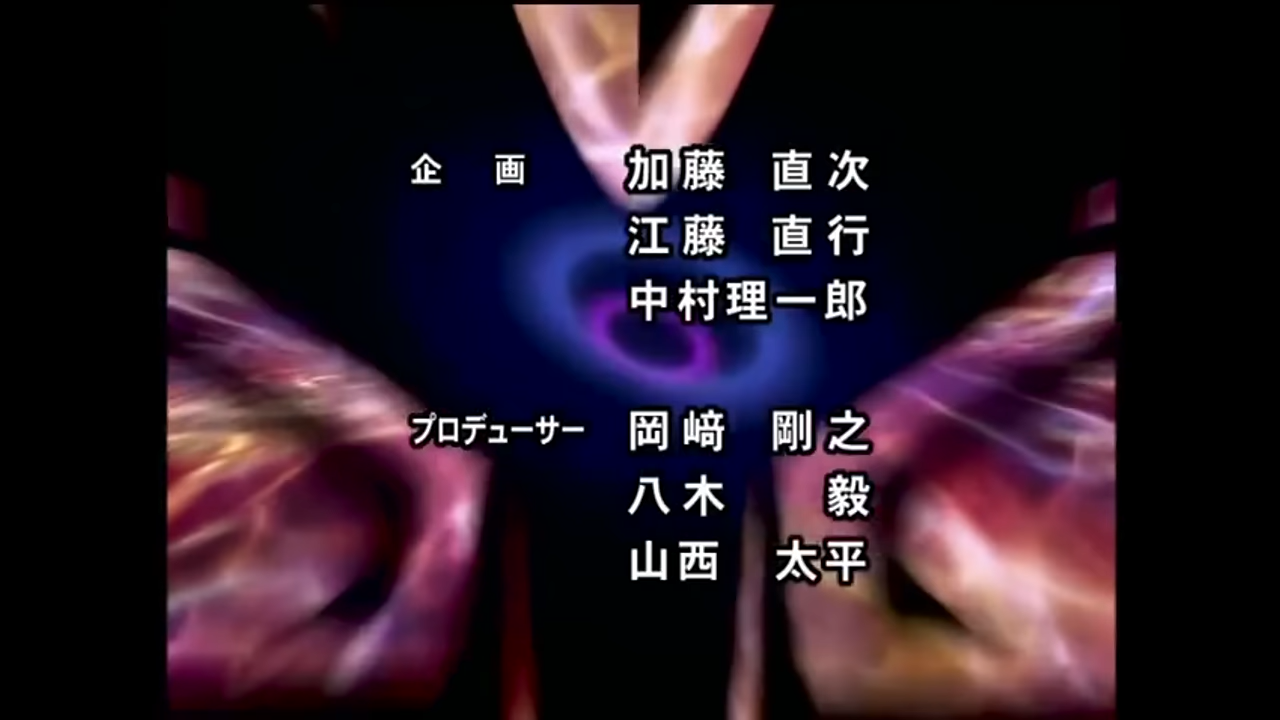 企画 加藤 直次
江藤 直行
中村理一郎
プロデューサー 岡﨑 剛之
八木 毅
山西 太平